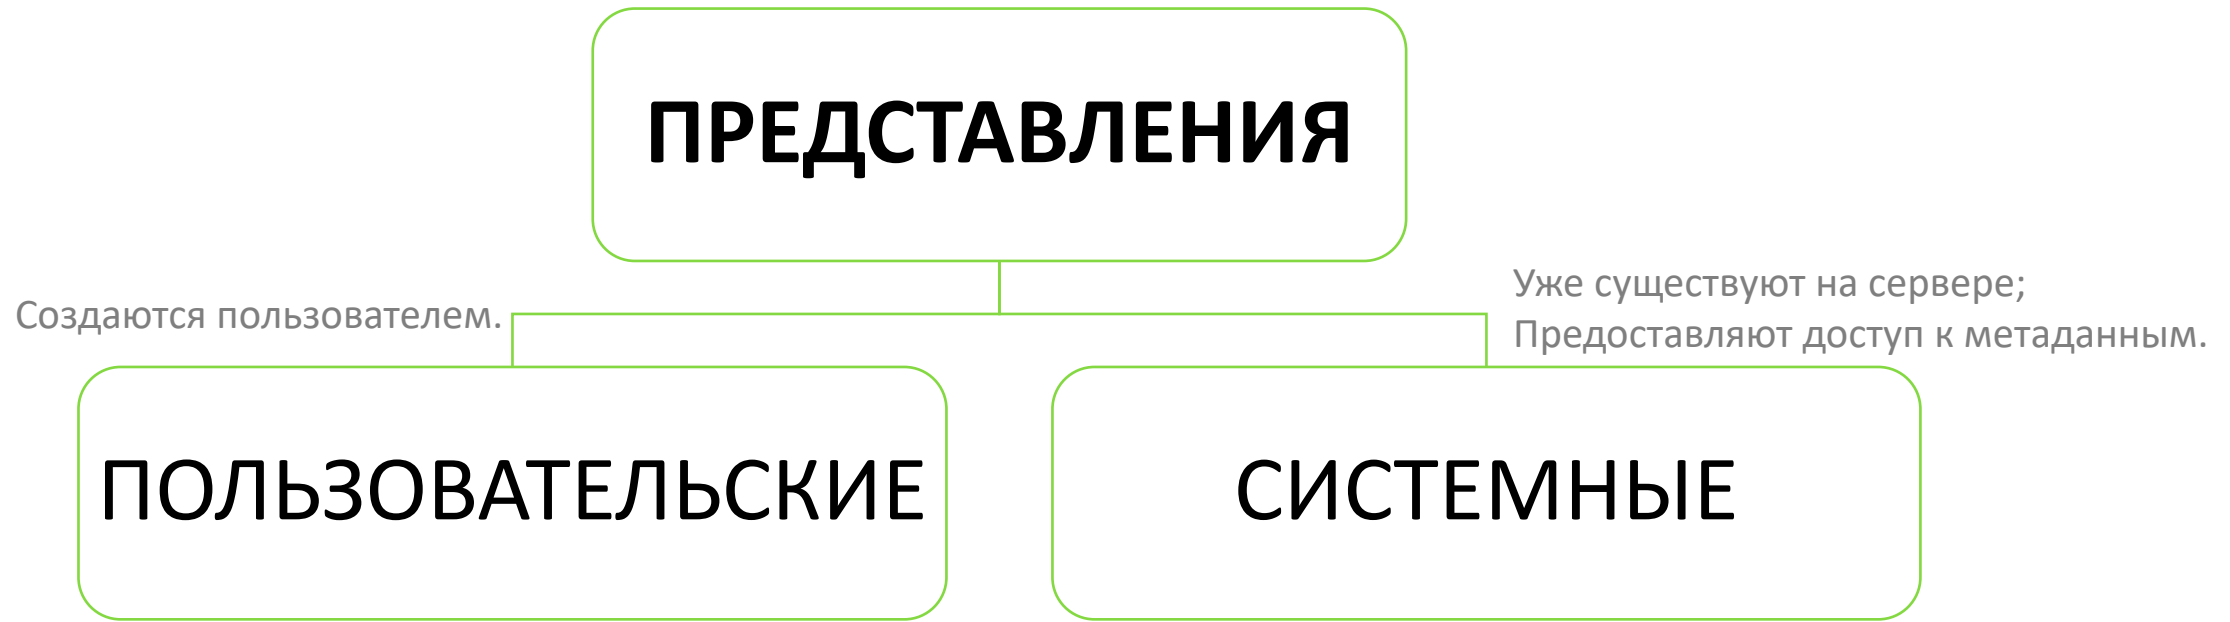 ПРЕДСТАВЛЕНИЯ
Создаются пользователем.
Уже существуют на сервере;
Предоставляют доступ к метаданным.
ПОЛЬЗОВАТЕЛЬСКИЕ
СИСТЕМНЫЕ